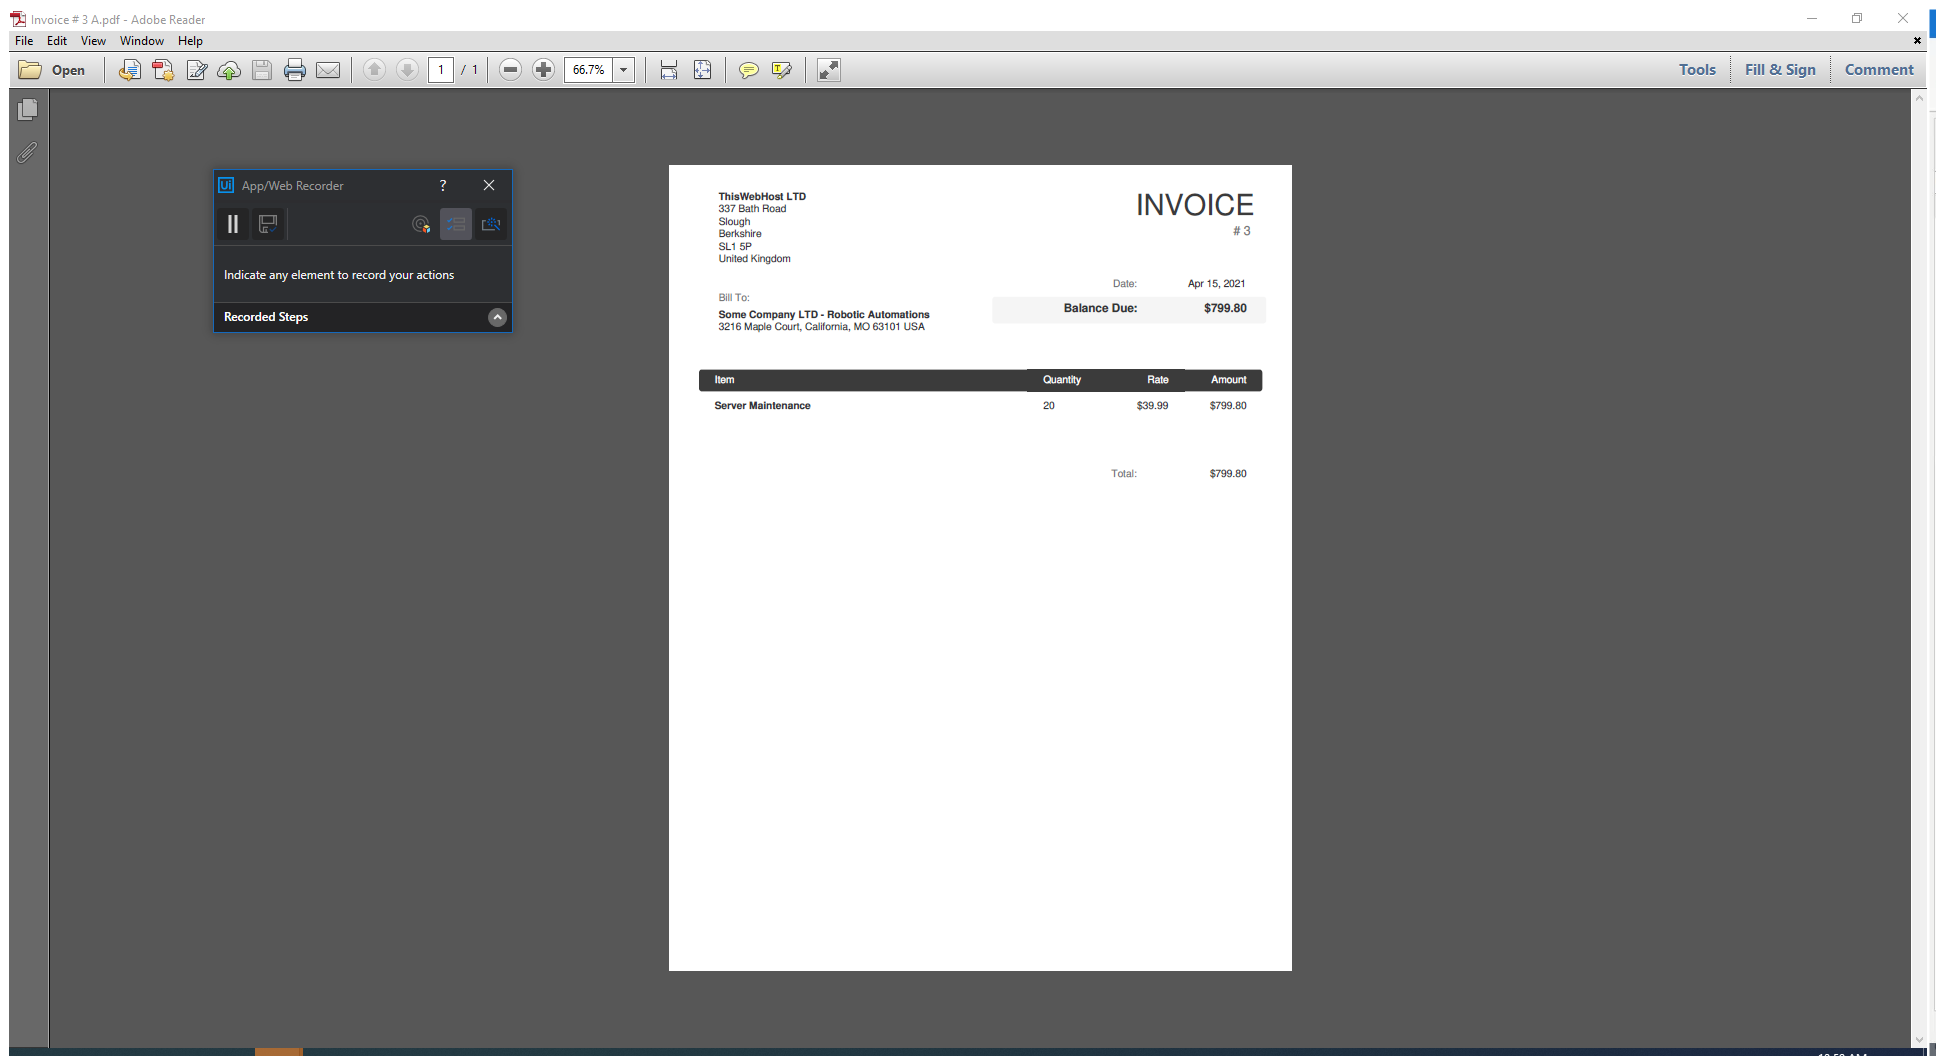 Invoice # 3 A.pdf - Adobe Reader
File Edit View Window Help
Open 1 / 1 66.7% T Tools Fill & Sign Comment
Ui App/Web Recorder ?
Indicate any element to record your actions
Recorded Steps
ThisWebHost LTD
337 Bath Road
Slough
Berkshire
SL1 5P
United Kingdom
INVOICE
# 3
Date: Apr 15, 2021
Balance Due: $799.80
Bill To:
Some Company LTD - Robotic Automations
3216 Maple Court, California, MO 63101 USA
Item Quantity Rate Amount
Server Maintenance 20 $39.99 $799.80
Total: $799.80